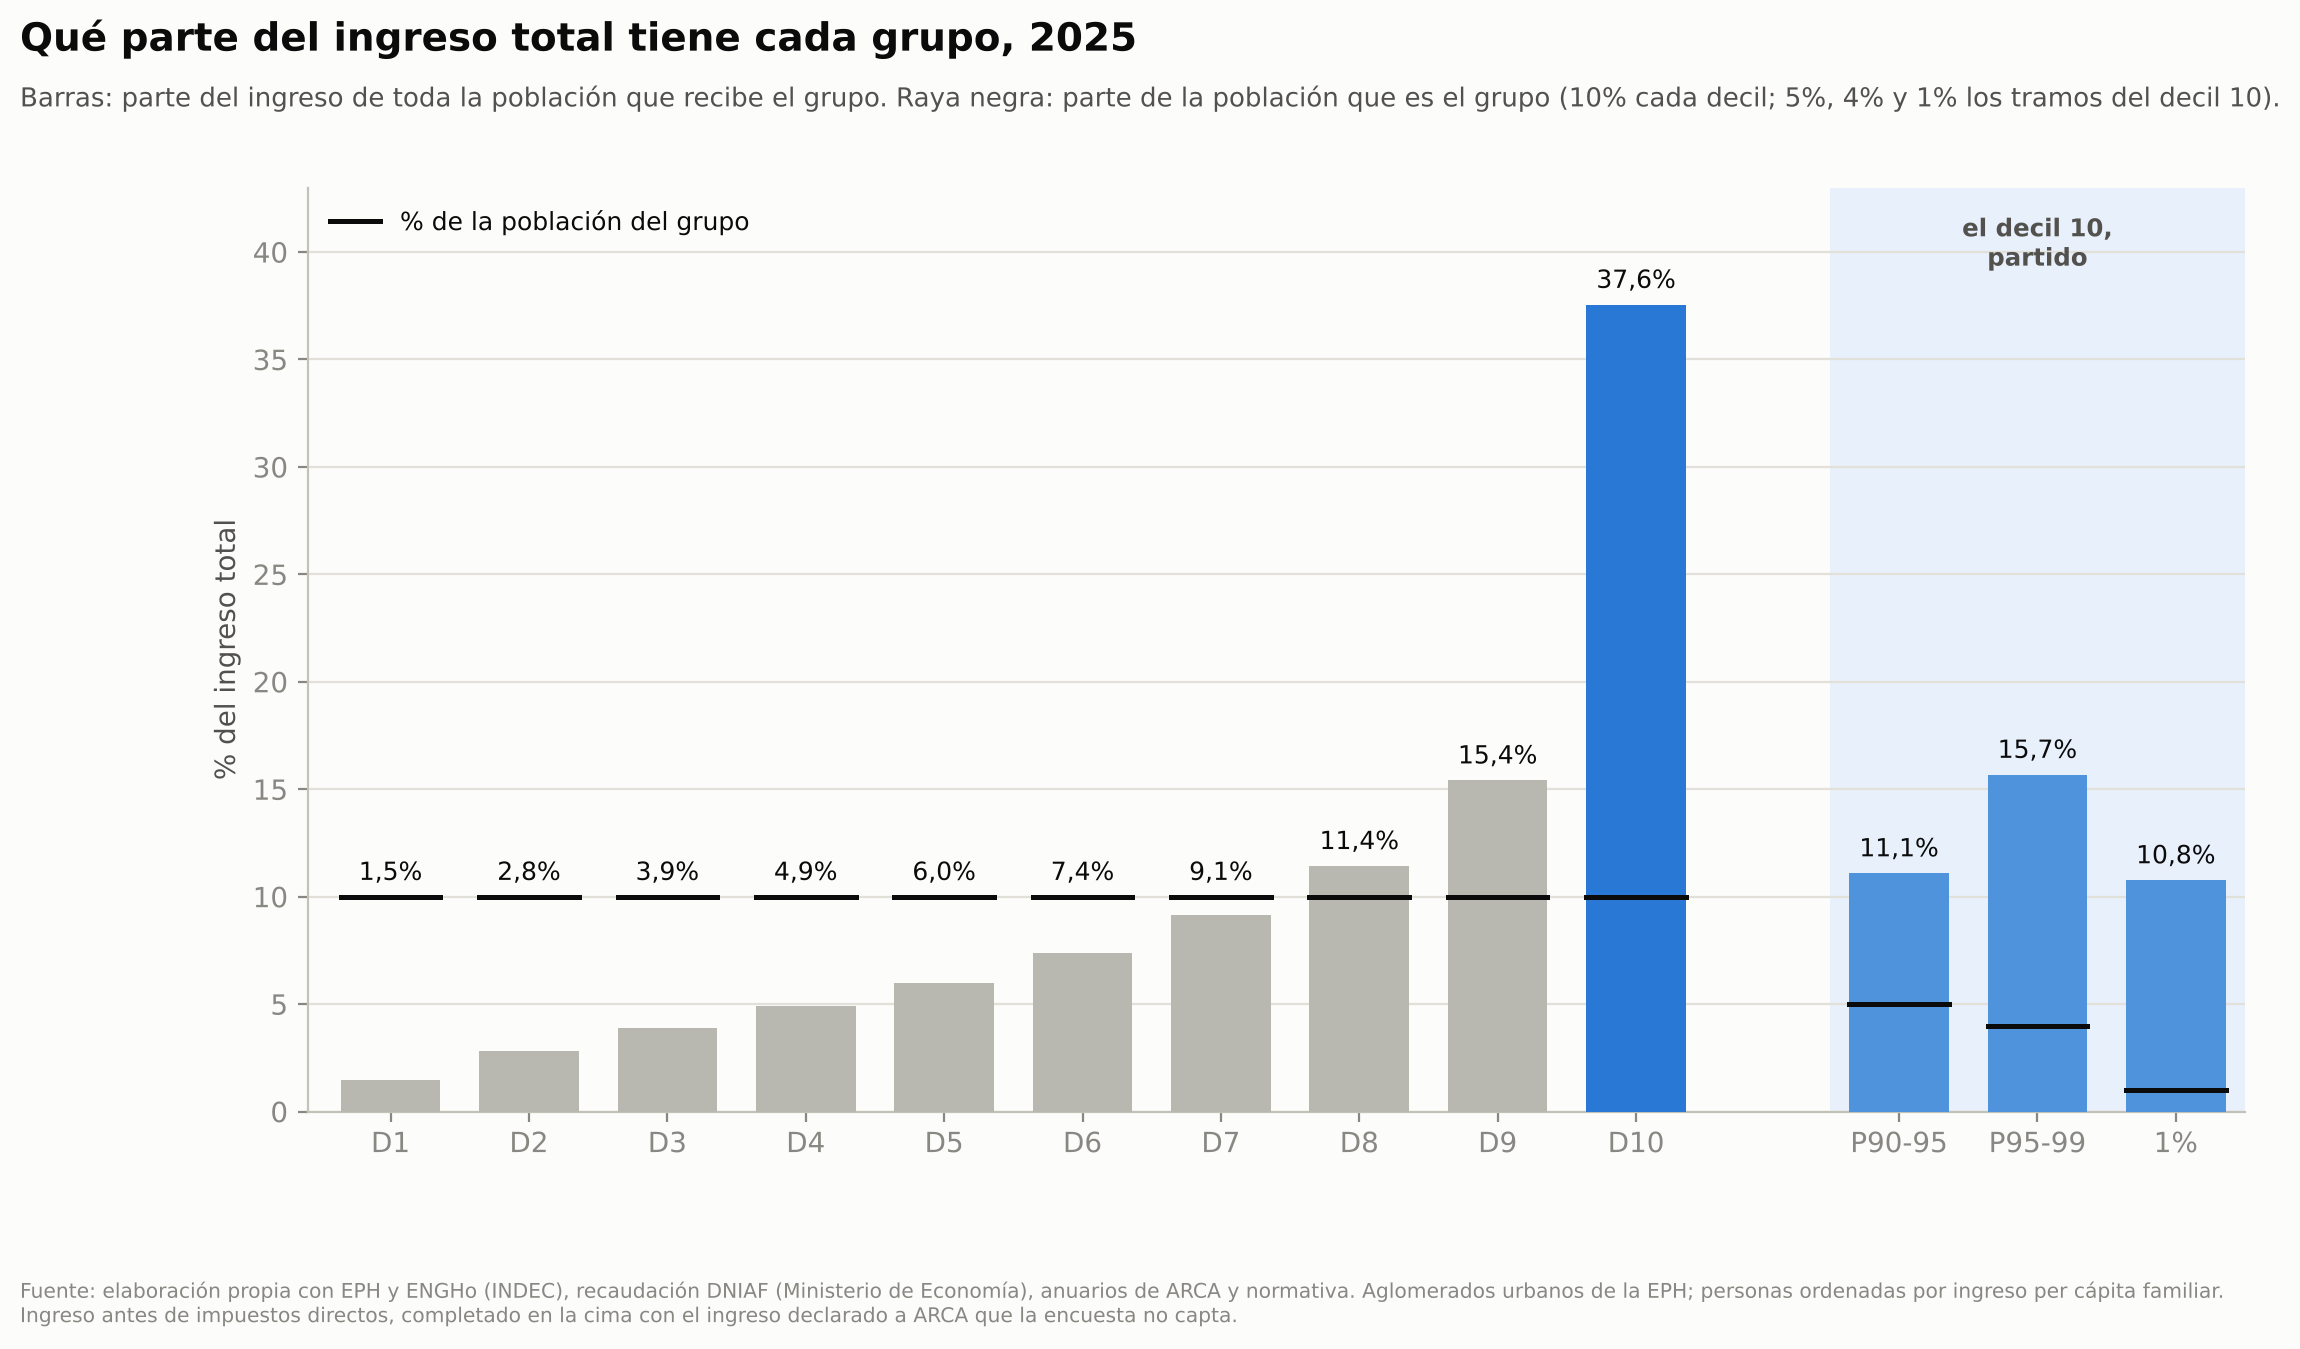 Qué parte del ingreso total tiene cada grupo, 2025
Barras: parte del ingreso de toda la población que recibe el grupo. Raya negra: parte de la población que es el grupo (10% cada decil; 5%, 4% y 1% los tramos del decil 10).
% de la población del grupo
el decil 10,
partido
% del ingreso total
40
35
30
25
20
15
10
5
0
1,5%
2,8%
3,9%
4,9%
6,0%
7,4%
9,1%
11,4%
15,4%
37,6%
11,1%
15,7%
10,8%
D1
D2
D3
D4
D5
D6
D7
D8
D9
D10
P90-95
P95-99
1%
Fuente: elaboración propia con EPH y ENGHo (INDEC), recaudación DNIAF (Ministerio de Economía), anuarios de ARCA y normativa. Aglomerados urbanos de la EPH; personas ordenadas por ingreso per cápita familiar.
Ingreso antes de impuestos directos, completado en la cima con el ingreso declarado a ARCA que la encuesta no capta.